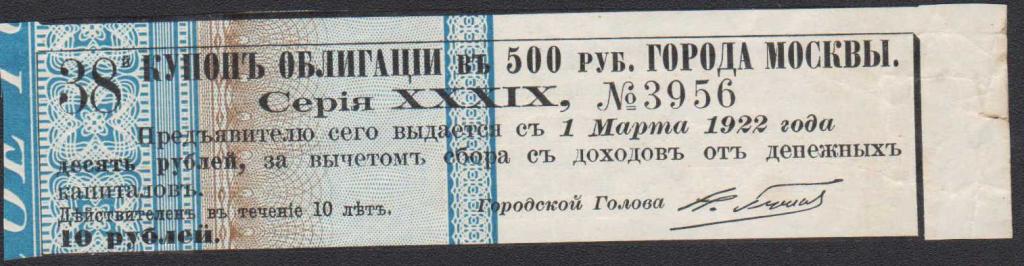 38й КУПОНЪ ОБЛИГАЦІИ въ 500 РУБ. ГОРОДА МОСКВЫ.
Серія XXXIX, №3956
Предъявителю сего выдается съ 1 Марта 1922 года
десять рублей, за вычетомъ сбора съ доходовъ отъ денежныхъ
капиталовъ.
Дѣйствителенъ въ теченіе 10 лѣтъ.
Городской Голова
10 рублей.